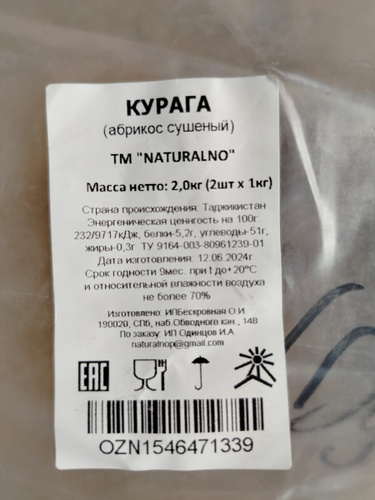 КУРАГА
(абрикос сушеный)
ТМ "NATURALNO"
Масса нетто: 2,0кг (2шт х 1кг)
Страна происхождения: Таджикистан
Энергеническая ценнгость на 100г:
232/9717кДж, белки-5,2г, углеводы-51г,
жиры-0,3г ТУ 9164-003-80961239-01
Дата изготовления: 12.06.2024г
Срок годности 9мес. при t до+20°С
и относительной влажности воздуха
не более 70%
Изготовлено: ИПБескровная О.И.
190020, СПб, наб.Обводного кан., 148
По заказу: ИП Одинцов И.А.
naturalnop@gmail.com
EAC
OZN1546471339